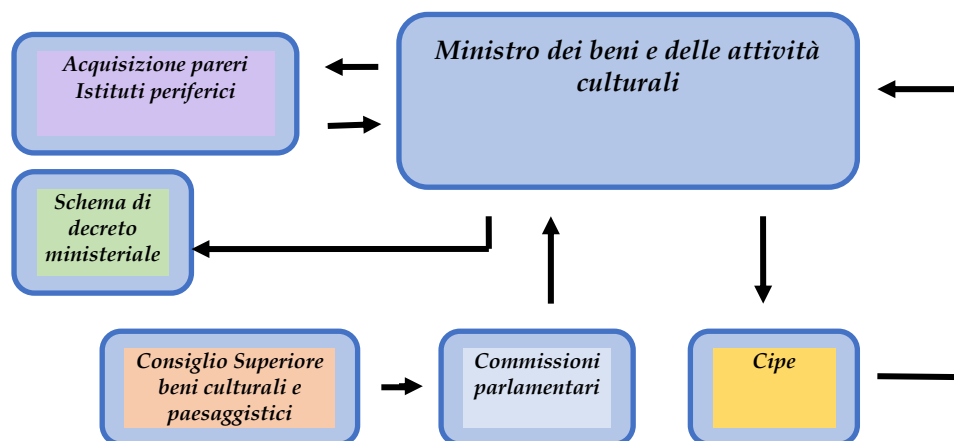 Acquisizione pareri
Istituti periferici
Ministro dei beni e delle attività
culturali
Schema di
decreto
ministeriale
Consiglio Superiore
beni culturali e
paesaggistici
Commissioni
parlamentari
Cipe